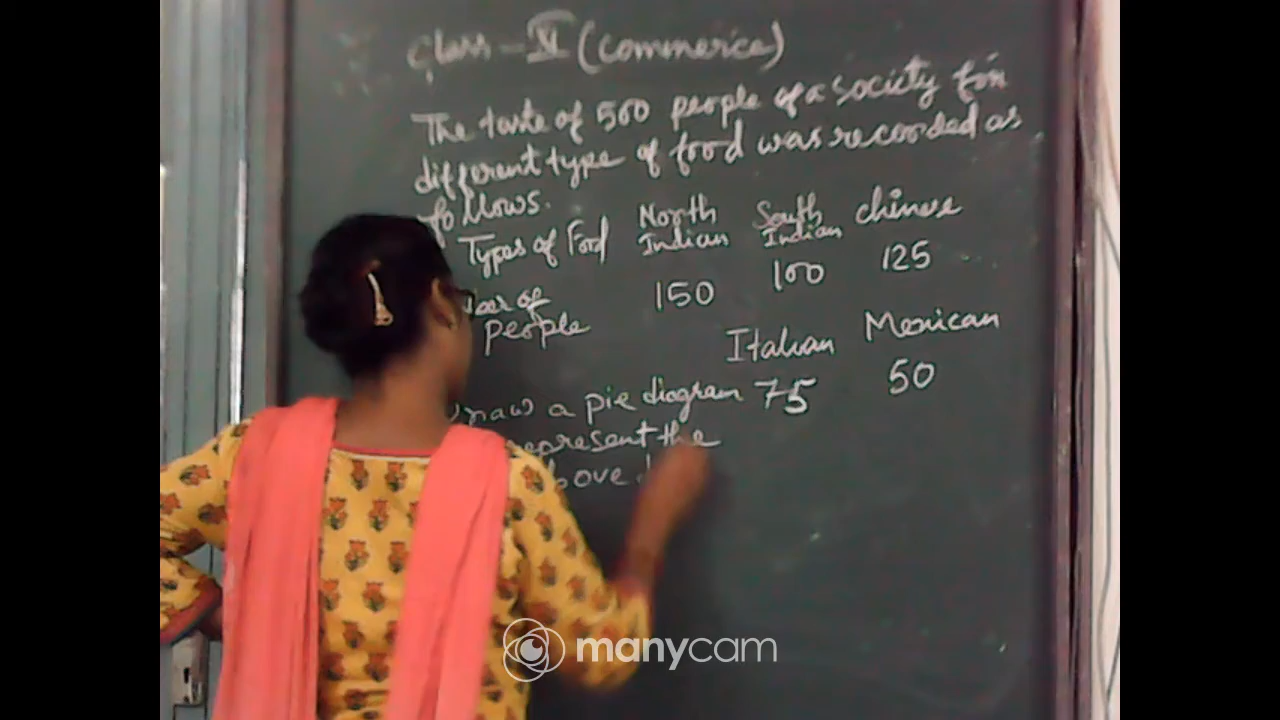 Class - XI (Commerce)
The taste of 500 people of a society for
different type of food was recorded as
follows.
Types of Food North Indian South Indian Chinese
of people 150 100 125
Italian Mexican
75 50
Draw a pie diagram
represent the
above
manycam